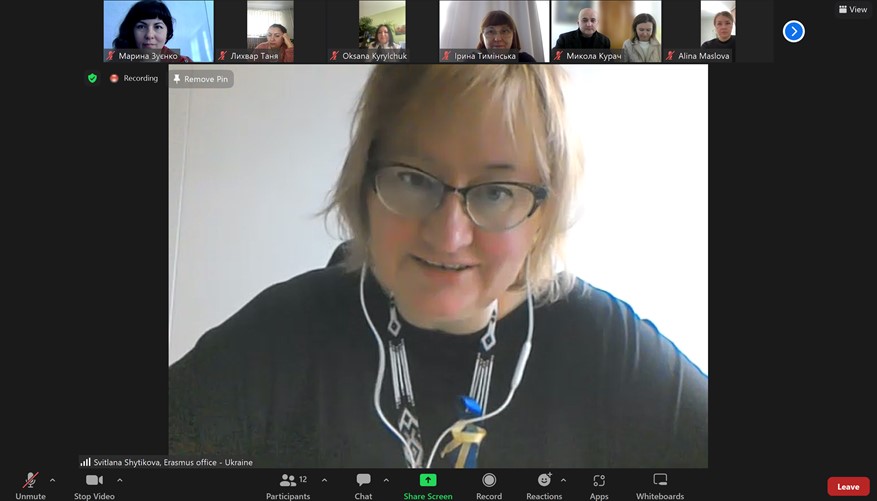 View
Марина Зуєнко
Лихвар Таня
Oksana Kyrylchuk
Ірина Тимінська
Микола Курач
Alina Maslova
Recording
Remove Pin
Svitlana Shytikova, Erasmus office - Ukraine
Unmute
Stop Video
Participants
12
Chat
Share Screen
Record
Reactions
Apps
Whiteboards
Leave